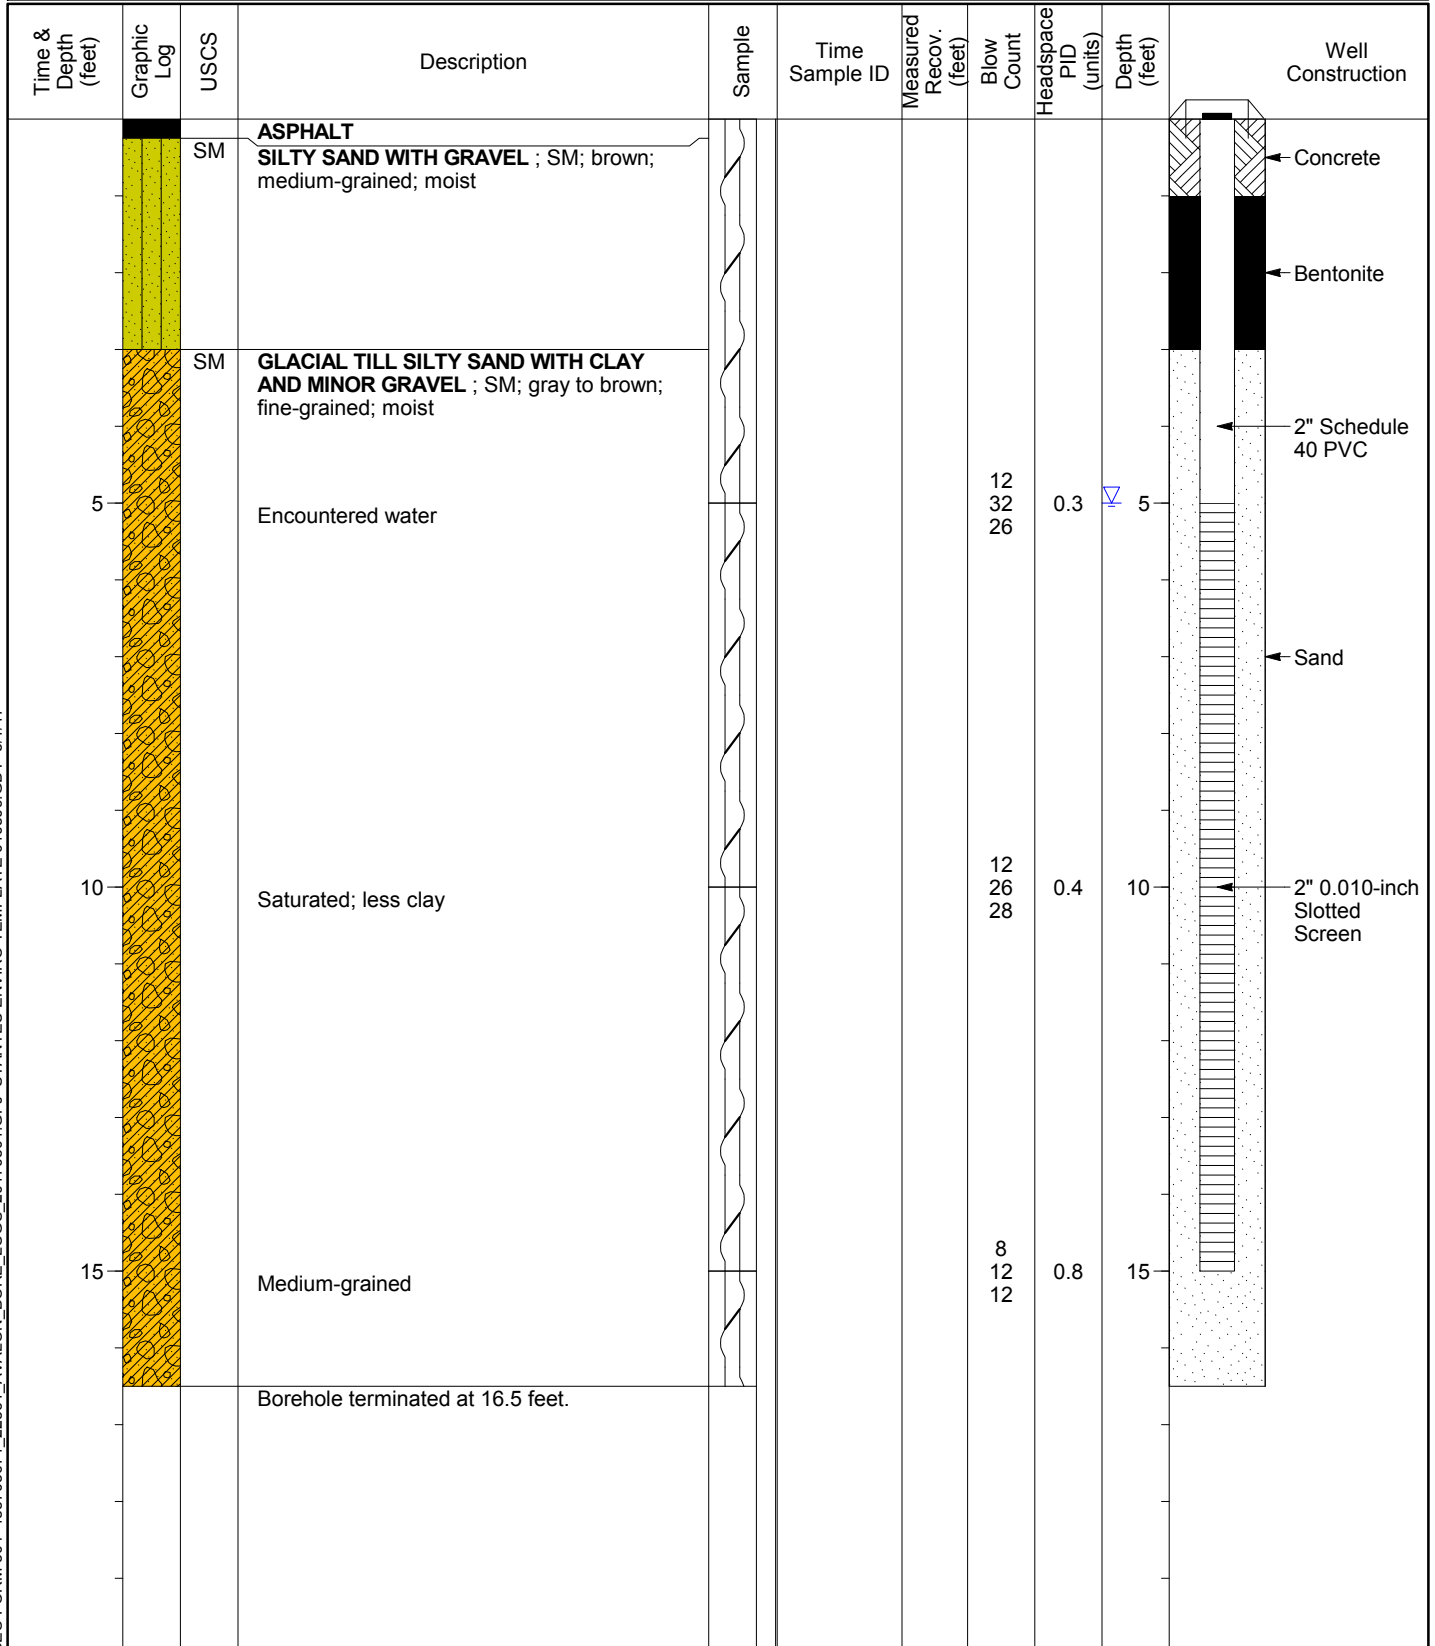 Time &
Depth
(feet)
Graphic
Log
USCS
Description
Sample
Time
Sample ID
Measured
Recov.
(feet)
Blow
Count
Headspace
PID
(units)
Depth
(feet)
Well
Construction
ASPHALT
SM
SILTY SAND WITH GRAVEL ; SM; brown;
medium-grained; moist
Concrete
Bentonite
SM
GLACIAL TILL SILTY SAND WITH CLAY
AND MINOR GRAVEL ; SM; gray to brown;
fine-grained; moist
2" Schedule
40 PVC
5
Encountered water
12
32
26
0.3
5
Sand
10
Saturated; less clay
12
26
28
0.4
10
2" 0.010-inch
Slotted
Screen
15
Medium-grained
8
12
12
0.8
15
Borehole terminated at 16.5 feet.